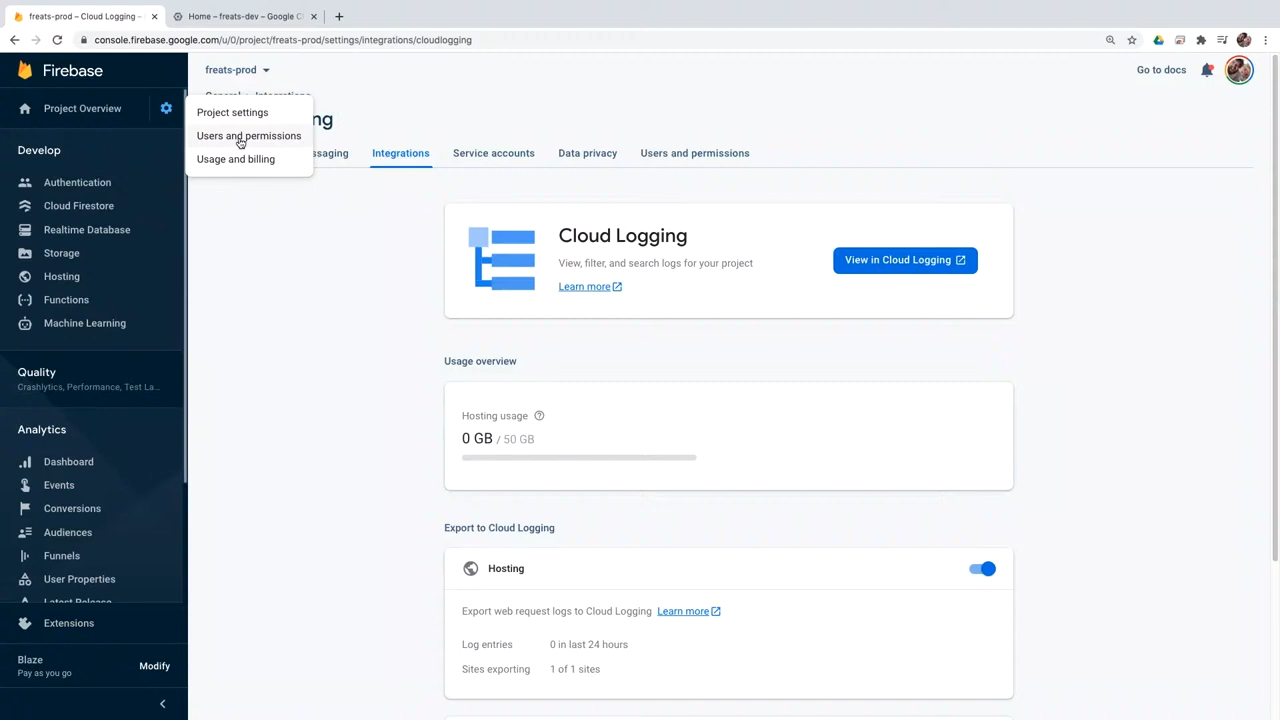 freats-prod – Cloud Logging –
Home – freats-dev – Google C
console.firebase.google.com/u/0/project/freats-prod/settings/integrations/cloudlogging
Firebase
Project Overview
Develop
Authentication
Cloud Firestore
Realtime Database
Storage
Hosting
Functions
Machine Learning
Quality
Crashlytics, Performance, Test La...
Analytics
Dashboard
Events
Conversions
Audiences
Funnels
User Properties
Latest Release
Extensions
Blaze
Pay as you go
Modify
freats-prod
Go to docs
General
Integrations
ng
Project settings
Users and permissions
Usage and billing
ssaging
Integrations
Service accounts
Data privacy
Users and permissions
Cloud Logging
View, filter, and search logs for your project
Learn more
View in Cloud Logging
Usage overview
Hosting usage
0 GB / 50 GB
Export to Cloud Logging
Hosting
Export web request logs to Cloud Logging Learn more
Log entries 0 in last 24 hours
Sites exporting 1 of 1 sites